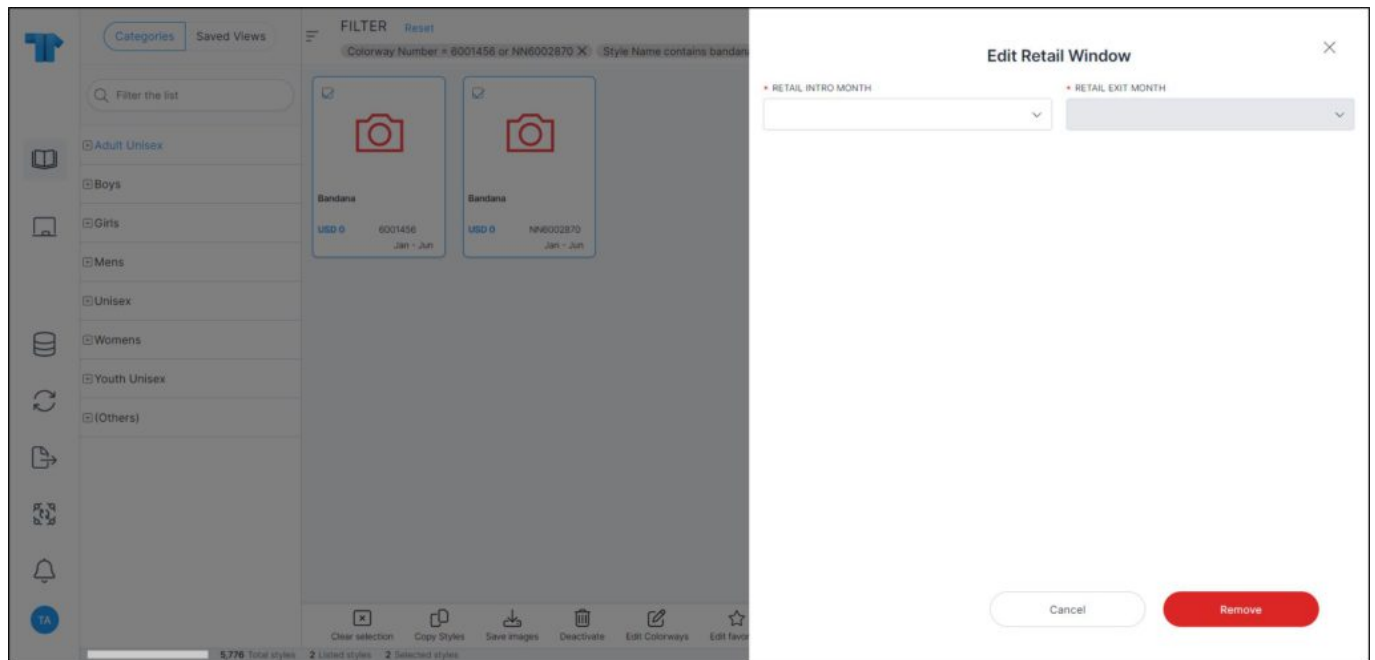 Categories
Saved Views
FILTER Reset
Colorway Number = 6001456 or NN6002870 X Style Name contains bandan
Filter the list
Adult Unisex
Boys
Girls
Mens
Unisex
Womens
Youth Unisex
(Others)
Bandana
USD 0 6001456
Jan - Jun
Bandana
USD 0 NN6002870
Jan - Jun
Edit Retail Window
• RETAIL INTRO MONTH
• RETAIL EXIT MONTH
Cancel
Remove
Clear selection
Copy Styles
Save images
Deactivate
Edit Colorways
Edit favor
TA
5,776 Total styles 2 Listed styles · 2 Selected styles